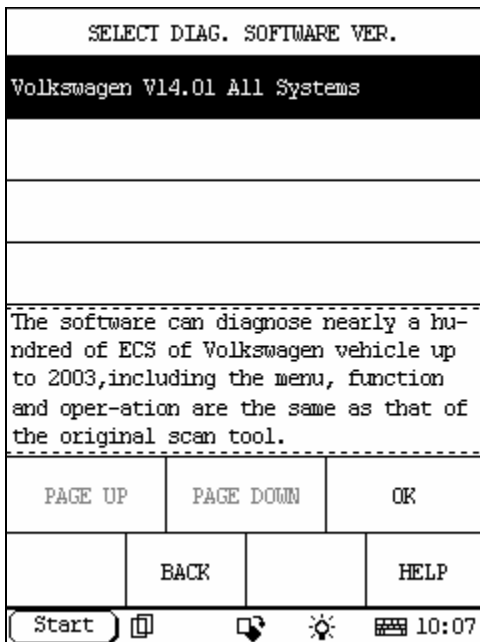 SELECT DIAG. SOFTWARE VER.
Volkswagen V14.01 All Systems
The software can diagnose nearly a hu-
ndred of ECS of Volkswagen vehicle up
to 2003,including the menu, function
and oper-ation are the same as that of
the original scan tool.
PAGE UP PAGE DOWN OK
BACK HELP
Start 10:07